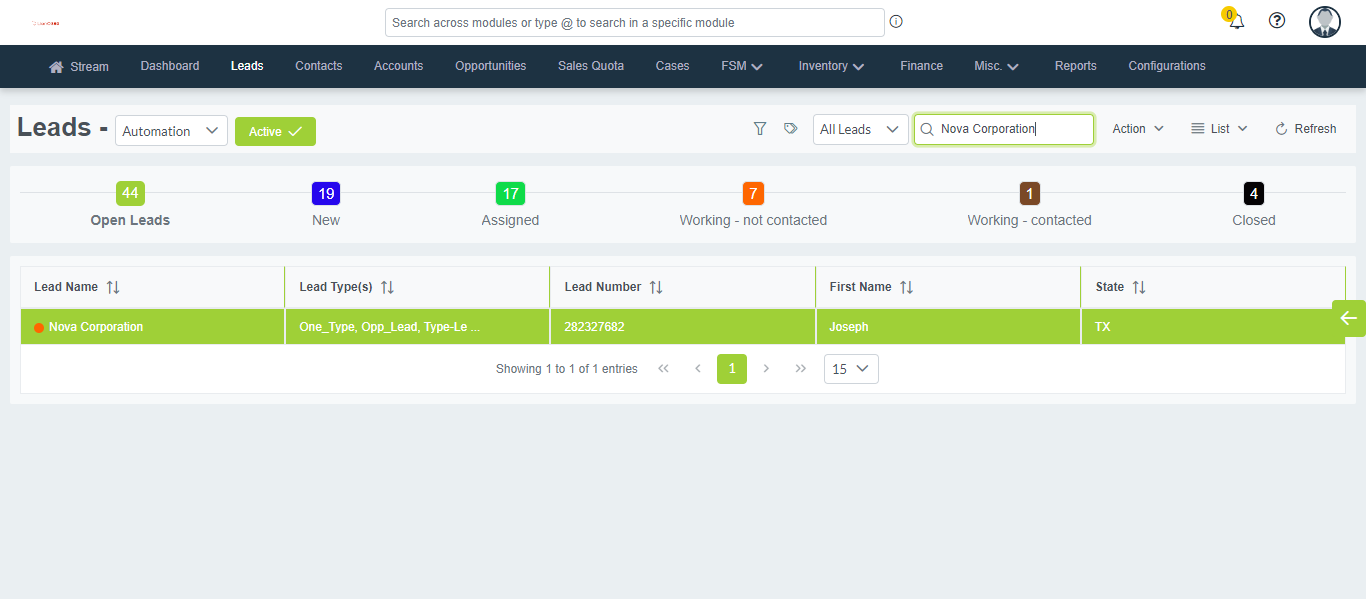 Search across modules or type @ to search in a specific module
0
Stream Dashboard Leads Contacts Accounts Opportunities Sales Quota Cases FSM Inventory Finance Misc. Reports Configurations
Leads - Automation Active All Leads Nova Corporation Action List Refresh
44 19 17 7 1 4
Open Leads New Assigned Working - not contacted Working - contacted Closed
Lead Name Lead Type(s) Lead Number First Name State
Nova Corporation One_Type, Opp_Lead, Type-Le ... 282327682 Joseph TX
Showing 1 to 1 of 1 entries 1 15